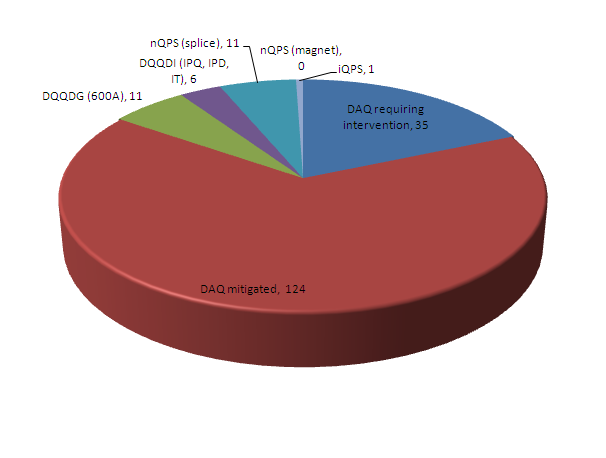 nQPS (splice), 11
nQPS (magnet),
0
DQQDI (IPQ, IPD,
IT), 6
iQPS, 1
DQQDG (600A), 11
DAQ requiring
intervention, 35
DAQ mitigated, 124